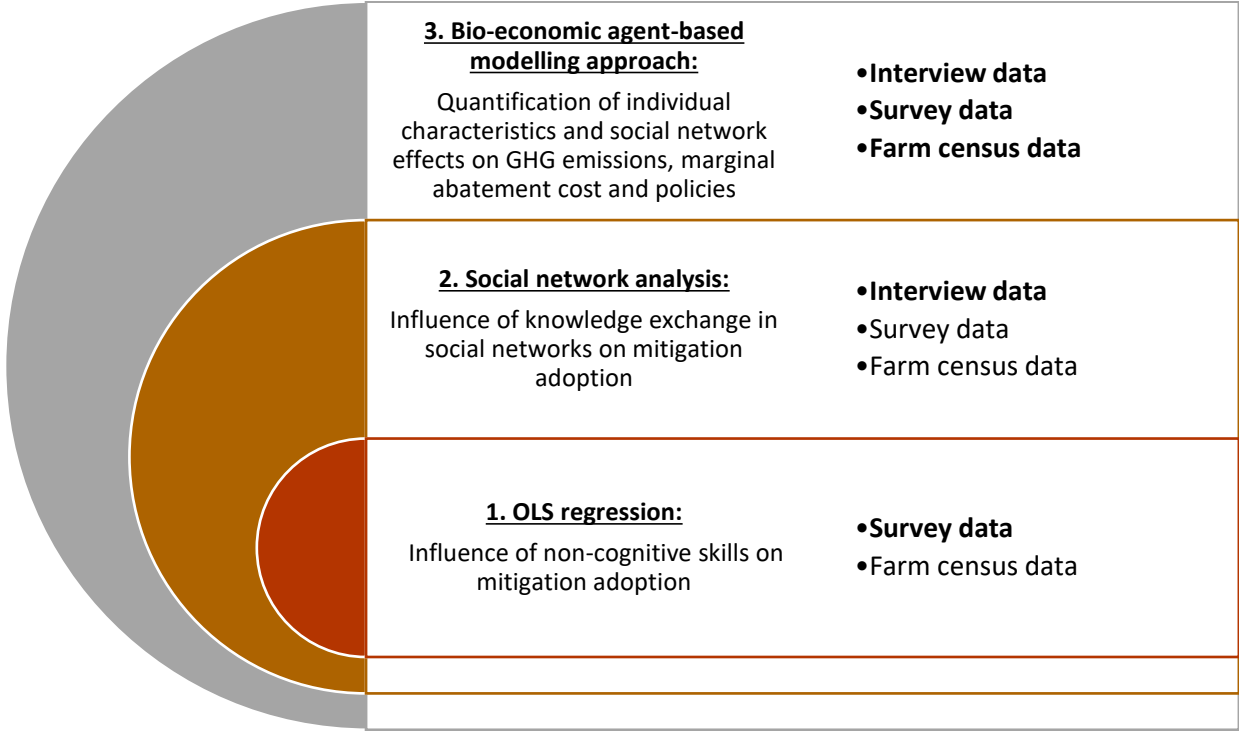 3. Bio-economic agent-based
modelling approach:
Quantification of individual
characteristics and social network
effects on GHG emissions, marginal
abatement cost and policies
•Interview data
•Survey data
•Farm census data
2. Social network analysis:
Influence of knowledge exchange in
social networks on mitigation
adoption
•Interview data
•Survey data
•Farm census data
1. OLS regression:
Influence of non-cognitive skills on
mitigation adoption
•Survey data
•Farm census data